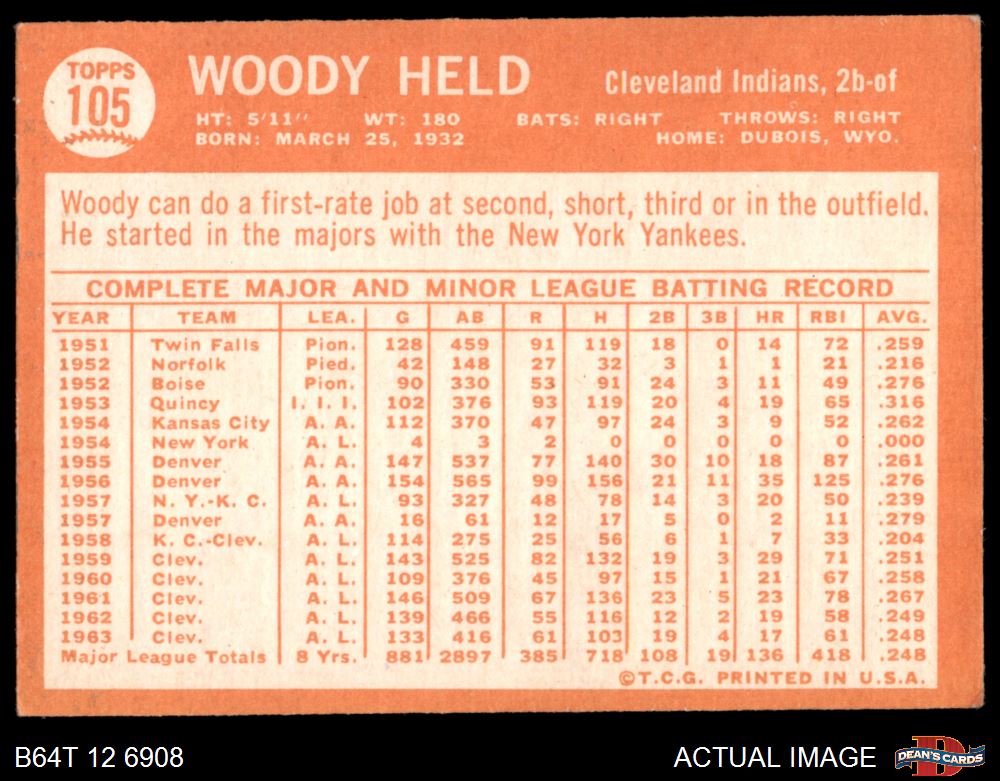 TOPPS
105
WOODY HELD
Cleveland Indians, 2b-of
HT: 5'11" WT: 180 BATS: RIGHT THROWS: RIGHT
BORN: MARCH 25, 1932 HOME: DUBOIS, WYO.
Woody can do a first-rate job at second, short, third or in the outfield.
He started in the majors with the New York Yankees.
COMPLETE MAJOR AND MINOR LEAGUE BATTING RECORD
YEAR TEAM LEA. G AB R H 2B 3B HR RBI AVG.
1951 Twin Falls Pion. 128 459 91 119 18 0 14 72 .259
1952 Norfolk Pied. 42 148 27 32 3 1 1 21 .216
1952 Boise Pion. 90 330 53 91 24 3 11 49 .276
1953 Quincy I. I. I. 102 376 93 119 20 4 19 65 .316
1954 Kansas City A. A. 112 370 47 97 24 3 9 52 .262
1954 New York A. L. 4 3 2 0 0 0 0 0 .000
1955 Denver A. A. 147 537 77 140 30 10 18 87 .261
1956 Denver A. A. 154 565 99 156 21 11 35 125 .276
1957 N. Y.-K. C. A. L. 93 327 48 78 14 3 20 50 .239
1957 Denver A. A. 16 61 12 17 5 0 2 11 .279
1958 K. C.-Clev. A. L. 114 275 25 56 6 1 7 33 .204
1959 Clev. A. L. 143 525 82 132 19 3 29 71 .251
1960 Clev. A. L. 109 376 45 97 15 1 21 67 .258
1961 Clev. A. L. 146 509 67 136 23 5 23 78 .267
1962 Clev. A. L. 139 466 55 116 12 2 19 58 .249
1963 Clev. A. L. 133 416 61 103 19 4 17 61 .248
Major League Totals 8 Yrs. 881 2897 385 718 108 19 136 418 .248
©T.C.G. PRINTED IN U.S.A.
B64T 12 6908
ACTUAL IMAGE
D
DEAN'S CARDS